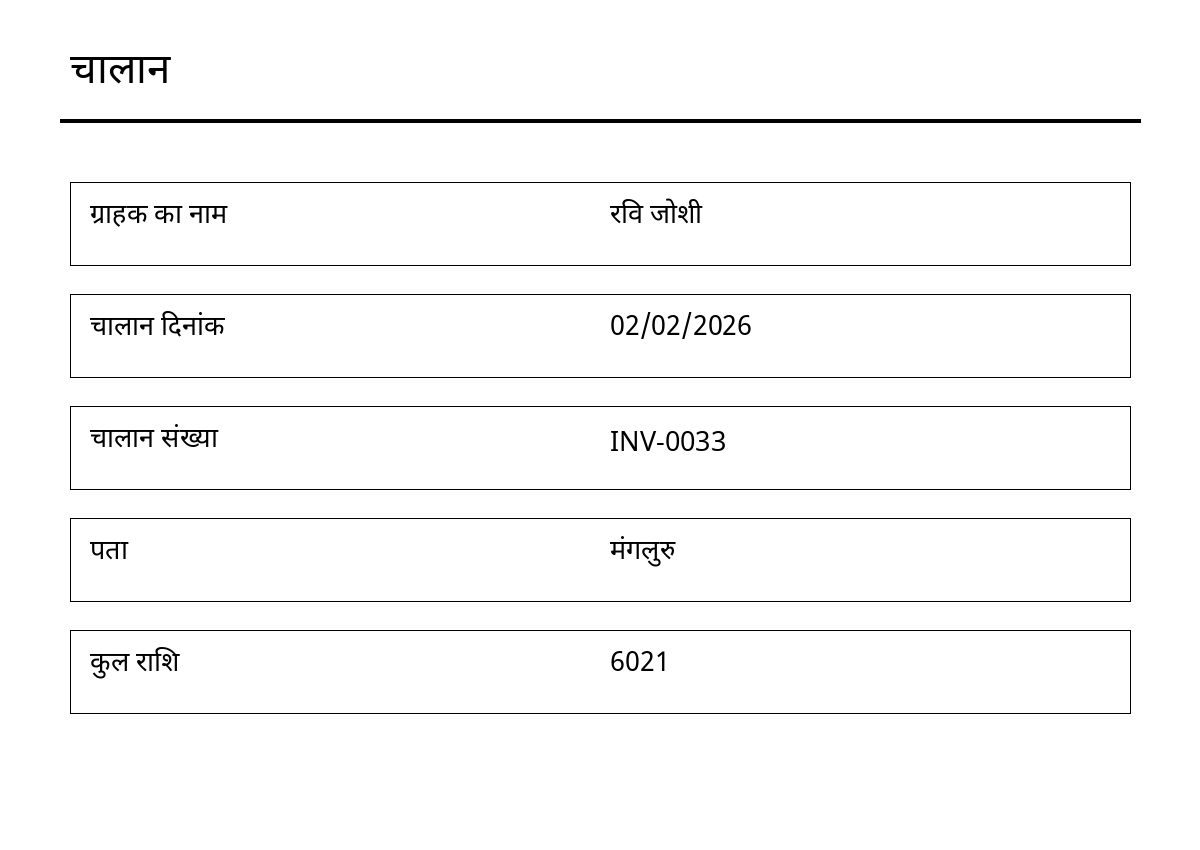 चालान
ग्राहक का नाम रवि जोशी
चालान दिनांक 02/02/2026
चालान संख्या INV-0033
पता मंगलुरु
कुल राशि 6021